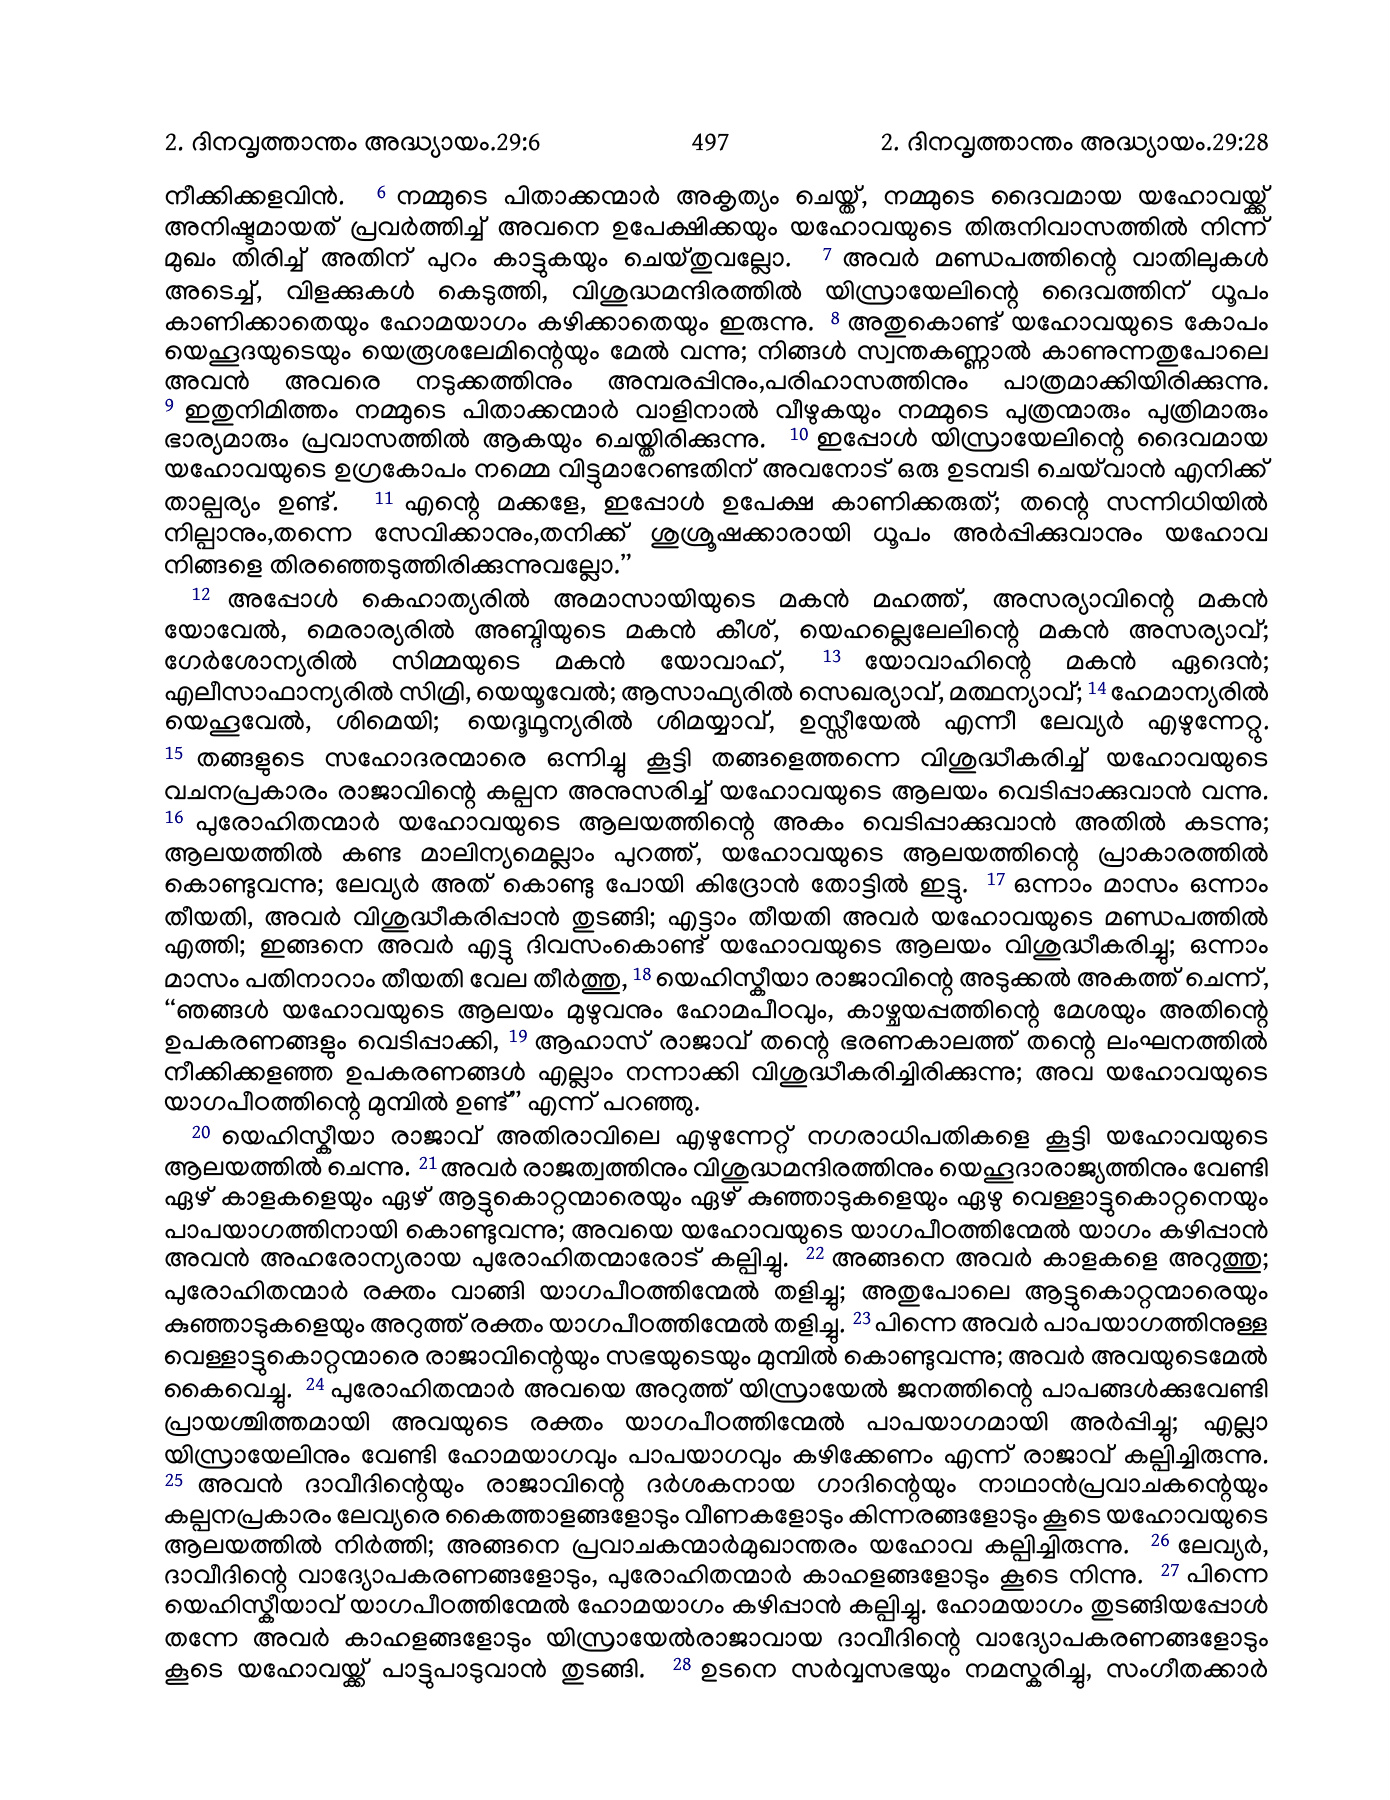 2. ദിനവൃത്താന്തം അദ്ധ്യായം.29:6 497 2. ദിനവൃത്താന്തം അദ്ധ്യായം.29:28
നീക്കിക്കളവിൻ. 6 നമ്മുടെ പിതാക്കന്മാർ അകൃത്യം ചെയ്ത്, നമ്മുടെ ദൈവമായ യഹോവയ്ക്ക്
അനിഷ്ടമായത് പ്രവർത്തിച്ച് അവനെ ഉപേക്ഷിക്കയും യഹോവയുടെ തിരുനിവാസത്തിൽ നിന്ന്
മുഖം തിരിച്ച് അതിന് പുറം കാട്ടുകയും ചെയ്തുവല്ലോ. 7 അവർ മണ്ഡപത്തിന്റെ വാതിലുകൾ
അടെച്ച്, വിളക്കുകൾ കെടുത്തി, വിശുദ്ധമന്ദിരത്തിൽ യിസ്രായേലിന്റെ ദൈവത്തിന് ധൂപം
കാണിക്കാതെയും ഹോമയാഗം കഴിക്കാതെയും ഇരുന്നു. 8 അതുകൊണ്ട് യഹോവയുടെ കോപം
യെഹൂദയുടെയും യെരൂശലേമിന്റെയും മേൽ വന്നു; നിങ്ങൾ സ്വന്തകണ്ണാൽ കാണുന്നതുപോലെ
അവൻ അവരെ നടുക്കത്തിനും അമ്പരപ്പിനും,പരിഹാസത്തിനും പാത്രമാക്കിയിരിക്കുന്നു.
9 ഇതുനിമിത്തം നമ്മുടെ പിതാക്കന്മാർ വാളിനാൽ വീഴുകയും നമ്മുടെ പുത്രന്മാരും പുത്രിമാരും
ഭാര്യമാരും പ്രവാസത്തിൽ ആകയും ചെയ്തിരിക്കുന്നു. 10 ഇപ്പോൾ യിസ്രായേലിന്റെ ദൈവമായ
യഹോവയുടെ ഉഗ്രകോപം നമ്മെ വിട്ടുമാറേണ്ടതിന് അവനോട് ഒരു ഉടമ്പടി ചെയ്‌വാൻ എനിക്ക്
താല്പര്യം ഉണ്ട്. 11 എന്റെ മക്കളേ, ഇപ്പോൾ ഉപേക്ഷ കാണിക്കരുത്; തന്റെ സന്നിധിയിൽ
നില്പാനും,തന്നെ സേവിക്കാനും,തനിക്ക് ശുശ്രൂഷക്കാരായി ധൂപം അർപ്പിക്കുവാനും യഹോവ
നിങ്ങളെ തിരഞ്ഞെടുത്തിരിക്കുന്നുവല്ലോ.”
12 അപ്പോൾ കെഹാത്യരിൽ അമാസായിയുടെ മകൻ മഹത്ത്, അസര്യാവിന്റെ മകൻ
യോവേൽ, മെരാര്യരിൽ അബ്ദിയുടെ മകൻ കീശ്, യെഹല്ലെലേലിന്റെ മകൻ അസര്യാവ്;
ഗേർശോന്യരിൽ സിമ്മയുടെ മകൻ യോവാഹ്, 13 യോവാഹിന്റെ മകൻ ഏദെൻ;
എലീസാഫാന്യരിൽ സിമ്രി, യെയൂവേൽ; ആസാഫ്യരിൽ സെഖര്യാവ്, മത്ഥന്യാവ്; 14 ഹേമാന്യരിൽ
യെഹൂവേൽ, ശിമെയി; യെദൂഥൂന്യരിൽ ശിമയ്യാവ്, ഉസ്സീയേൽ എന്നീ ലേവ്യർ എഴുന്നേറ്റു.
15 തങ്ങളുടെ സഹോദരന്മാരെ ഒന്നിച്ചു കൂട്ടി തങ്ങളെത്തന്നെ വിശുദ്ധീകരിച്ച് യഹോവയുടെ
വചനപ്രകാരം രാജാവിന്റെ കല്പന അനുസരിച്ച് യഹോവയുടെ ആലയം വെടിപ്പാക്കുവാൻ വന്നു.
16 പുരോഹിതന്മാർ യഹോവയുടെ ആലയത്തിന്റെ അകം വെടിപ്പാക്കുവാൻ അതിൽ കടന്നു;
ആലയത്തിൽ കണ്ട മാലിന്യമെല്ലാം പുറത്ത്, യഹോവയുടെ ആലയത്തിന്റെ പ്രാകാരത്തിൽ
കൊണ്ടുവന്നു; ലേവ്യർ അത് കൊണ്ടു പോയി കിദ്രോൻ തോട്ടിൽ ഇട്ടു. 17 ഒന്നാം മാസം ഒന്നാം
തീയതി, അവർ വിശുദ്ധീകരിപ്പാൻ തുടങ്ങി; എട്ടാം തീയതി അവർ യഹോവയുടെ മണ്ഡപത്തിൽ
എത്തി; ഇങ്ങനെ അവർ എട്ടു ദിവസംകൊണ്ട് യഹോവയുടെ ആലയം വിശുദ്ധീകരിച്ചു; ഒന്നാം
മാസം പതിനാറാം തീയതി വേല തീർത്തു, 18 യെഹിസ്കീയാ രാജാവിന്റെ അടുക്കൽ അകത്ത് ചെന്ന്,
“ഞങ്ങൾ യഹോവയുടെ ആലയം മുഴുവനും ഹോമപീഠവും, കാഴ്ചയപ്പത്തിന്റെ മേശയും അതിന്റെ
ഉപകരണങ്ങളും വെടിപ്പാക്കി, 19 ആഹാസ് രാജാവ് തന്റെ ഭരണകാലത്ത് തന്റെ ലംഘനത്തിൽ
നീക്കിക്കളഞ്ഞ ഉപകരണങ്ങൾ എല്ലാം നന്നാക്കി വിശുദ്ധീകരിച്ചിരിക്കുന്നു; അവ യഹോവയുടെ
യാഗപീഠത്തിന്റെ മുമ്പിൽ ഉണ്ട്” എന്ന് പറഞ്ഞു.
20 യെഹിസ്കീയാ രാജാവ് അതിരാവിലെ എഴുന്നേറ്റ് നഗരാധിപതികളെ കൂട്ടി യഹോവയുടെ
ആലയത്തിൽ ചെന്നു. 21 അവർ രാജത്വത്തിനും വിശുദ്ധമന്ദിരത്തിനും യെഹൂദാരാജ്യത്തിനും വേണ്ടി
ഏഴ് കാളകളെയും ഏഴ് ആട്ടുകൊറ്റന്മാരെയും ഏഴ് കുഞ്ഞാടുകളെയും ഏഴു വെള്ളാട്ടുകൊറ്റനെയും
പാപയാഗത്തിനായി കൊണ്ടുവന്നു; അവയെ യഹോവയുടെ യാഗപീഠത്തിന്മേൽ യാഗം കഴിപ്പാൻ
അവൻ അഹരോന്യരായ പുരോഹിതന്മാരോട് കല്പിച്ചു. 22 അങ്ങനെ അവർ കാളകളെ അറുത്തു;
പുരോഹിതന്മാർ രക്തം വാങ്ങി യാഗപീഠത്തിന്മേൽ തളിച്ചു; അതുപോലെ ആട്ടുകൊറ്റന്മാരെയും
കുഞ്ഞാടുകളെയും അറുത്ത് രക്തം യാഗപീഠത്തിന്മേൽ തളിച്ചു. 23 പിന്നെ അവർ പാപയാഗത്തിനുള്ള
വെള്ളാട്ടുകൊറ്റന്മാരെ രാജാവിന്റെയും സഭയുടെയും മുമ്പിൽ കൊണ്ടുവന്നു; അവർ അവയുടെമേൽ
കൈവെച്ചു. 24 പുരോഹിതന്മാർ അവയെ അറുത്ത് യിസ്രായേൽ ജനത്തിന്റെ പാപങ്ങൾക്കുവേണ്ടി
പ്രായശ്ചിത്തമായി അവയുടെ രക്തം യാഗപീഠത്തിന്മേൽ പാപയാഗമായി അർപ്പിച്ചു; എല്ലാ
യിസ്രായേലിനും വേണ്ടി ഹോമയാഗവും പാപയാഗവും കഴിക്കേണം എന്ന് രാജാവ് കല്പിച്ചിരുന്നു.
25 അവൻ ദാവീദിന്റെയും രാജാവിന്റെ ദർശകനായ ഗാദിന്റെയും നാഥാൻപ്രവാചകന്റെയും
കല്പനപ്രകാരം ലേവ്യരെ കൈത്താളങ്ങളോടും വീണകളോടും കിന്നരങ്ങളോടും കൂടെ യഹോവയുടെ
ആലയത്തിൽ നിർത്തി; അങ്ങനെ പ്രവാചകന്മാർമുഖാന്തരം യഹോവ കല്പിച്ചിരുന്നു. 26 ലേവ്യർ,
ദാവീദിന്റെ വാദ്യോപകരണങ്ങളോടും, പുരോഹിതന്മാർ കാഹളങ്ങളോടും കൂടെ നിന്നു. 27 പിന്നെ
യെഹിസ്കീയാവ് യാഗപീഠത്തിന്മേൽ ഹോമയാഗം കഴിപ്പാൻ കല്പിച്ചു. ഹോമയാഗം തുടങ്ങിയപ്പോൾ
തന്നേ അവർ കാഹളങ്ങളോടും യിസ്രായേൽരാജാവായ ദാവീദിന്റെ വാദ്യോപകരണങ്ങളോടും
കൂടെ യഹോവയ്ക്ക് പാട്ടുപാടുവാൻ തുടങ്ങി. 28 ഉടനെ സർവ്വസഭയും നമസ്കരിച്ചു, സംഗീതക്കാർ